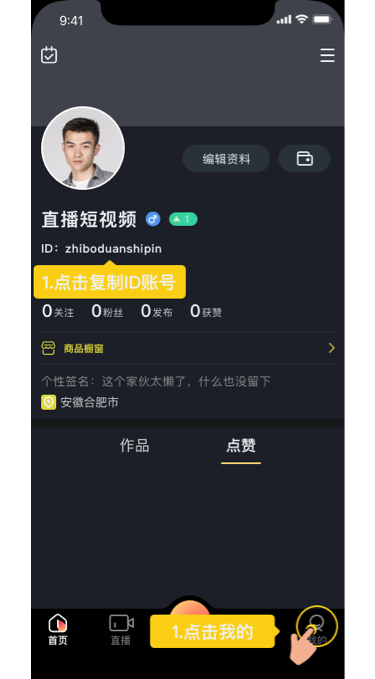 9:41
编辑资料
直播短视频
1
ID：zhiboduanshipin
1.点击复制ID账号
0关注 0粉丝 0发布 0获赞
商品橱窗
个性签名：这个家伙太懒了，什么也没留下
安徽合肥市
作品 点赞
首页 直播 1.点击我的 我的